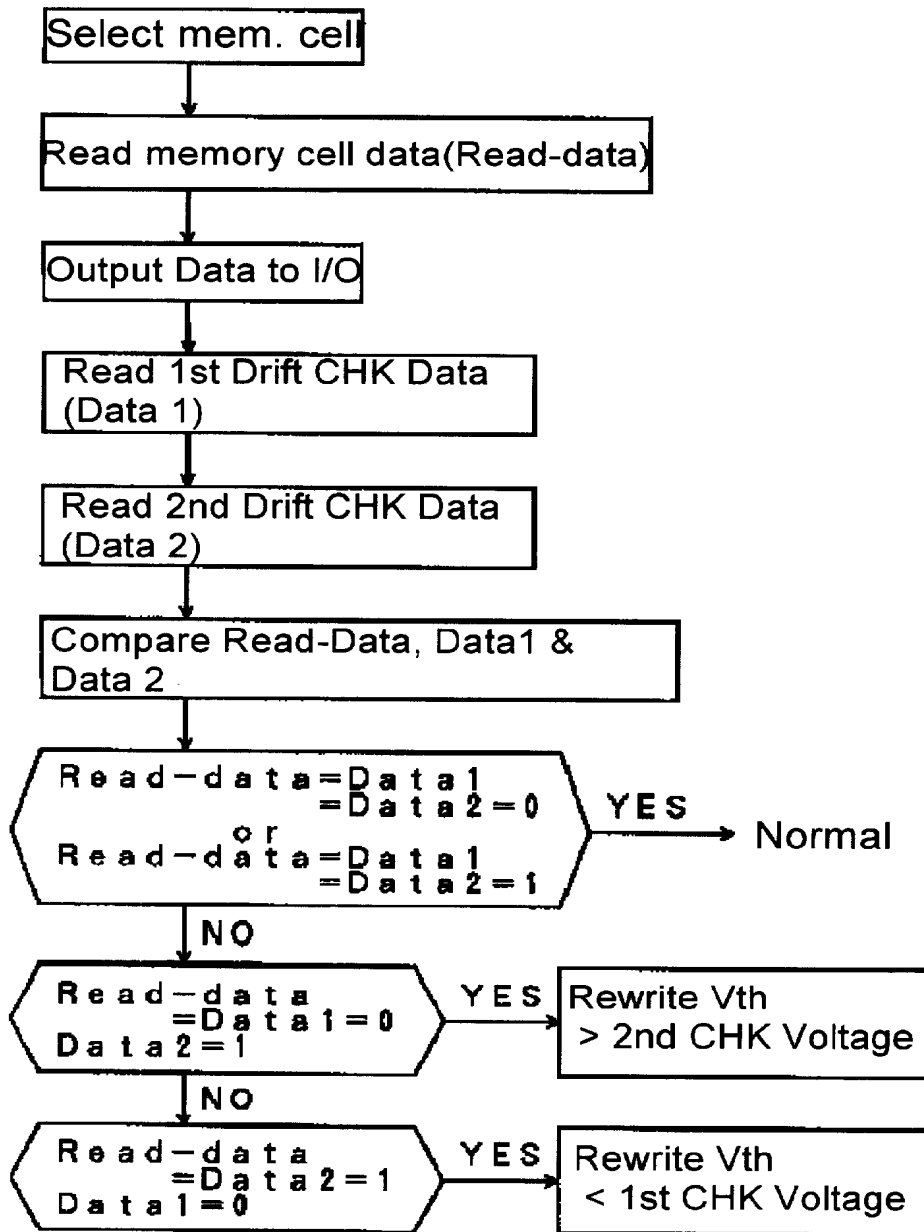 Select mem. cell
Read memory cell data(Read-data)
Output Data to I/O
Read 1st Drift CHK Data
(Data 1)
Read 2nd Drift CHK Data
(Data 2)
Compare Read-Data, Data1 &
Data 2
Read-data=Data1
=Data2=0
or
Read-data=Data1
=Data2=1
YES
Normal
NO
Read-data
=Data1=0
Data2=1
YES
Rewrite Vth
> 2nd CHK Voltage
NO
Read-data
=Data2=1
Data1=0
YES
Rewrite Vth
< 1st CHK Voltage